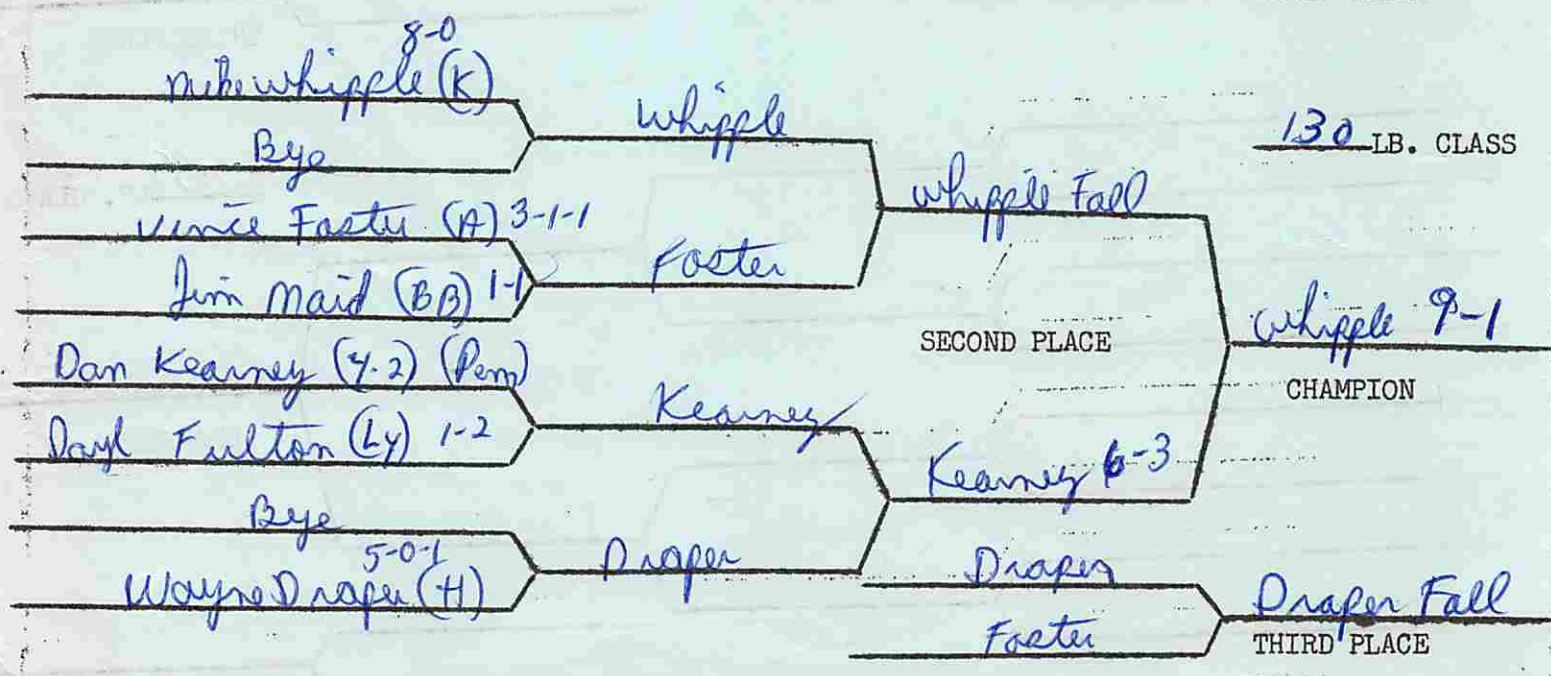 8-0
Mike Whipple (K)
Bye
Vince Foster (A) 3-1-1
Jim Maid (BB) 1-1
Dan Kearney (4-2) (Pem)
Dayl Fulton (Ly) 1-2
Bye
5-0-1
Wayne Draper (H)
Whipple
Foster
Kearney
Draper
Whipple Fall
SECOND PLACE
Kearney 6-3
Draper
Foster
130 LB. CLASS
Whipple 9-1
CHAMPION
Draper Fall
THIRD PLACE